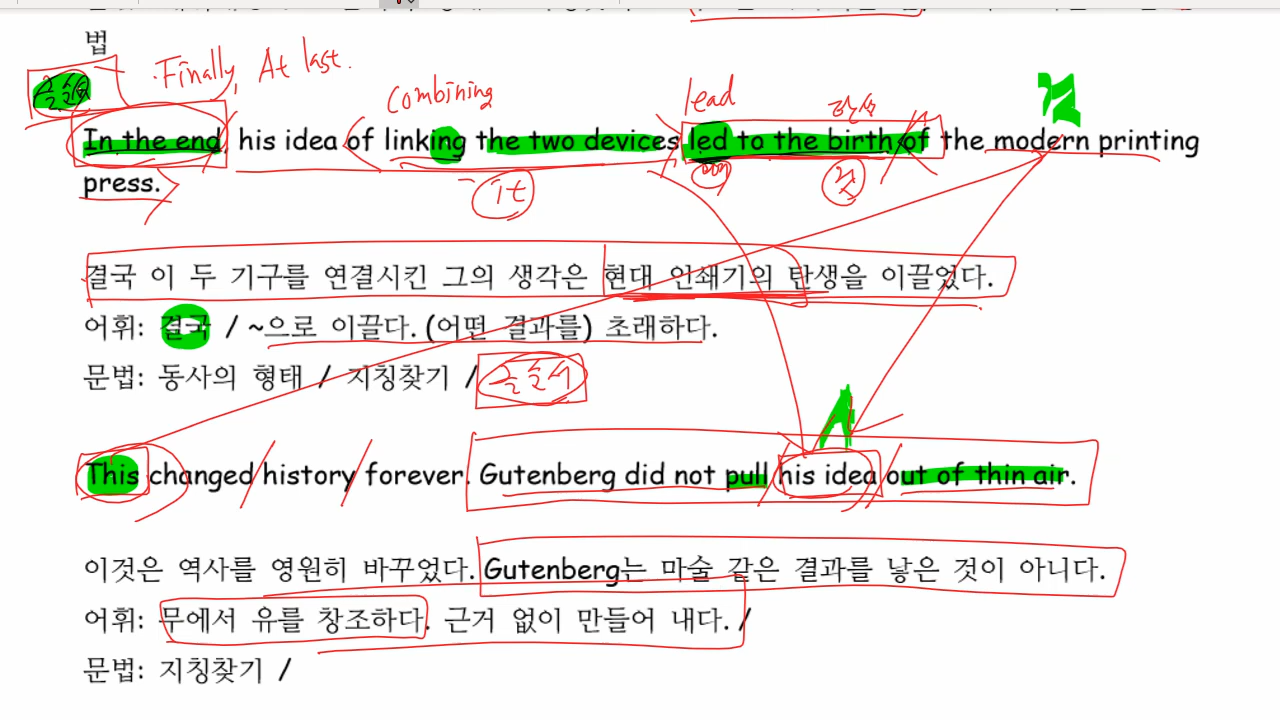 법
Finally, At last.
Combining
lead
탄생
In the end, his idea of linking the two devices led to the birth of the modern printing
press.
it
결국 이 두 기구를 연결시킨 그의 생각은 현대 인쇄기의 탄생을 이끌었다.
어휘: 결국 / ~으로 이끌다. (어떤 결과를) 초래하다.
문법: 동사의 형태 / 지칭찾기 / 글순서
This changed history forever. Gutenberg did not pull his idea out of thin air.
이것은 역사를 영원히 바꾸었다. Gutenberg는 마술 같은 결과를 낳은 것이 아니다.
어휘: 무에서 유를 창조하다. 근거 없이 만들어 내다. /
문법: 지칭찾기 /